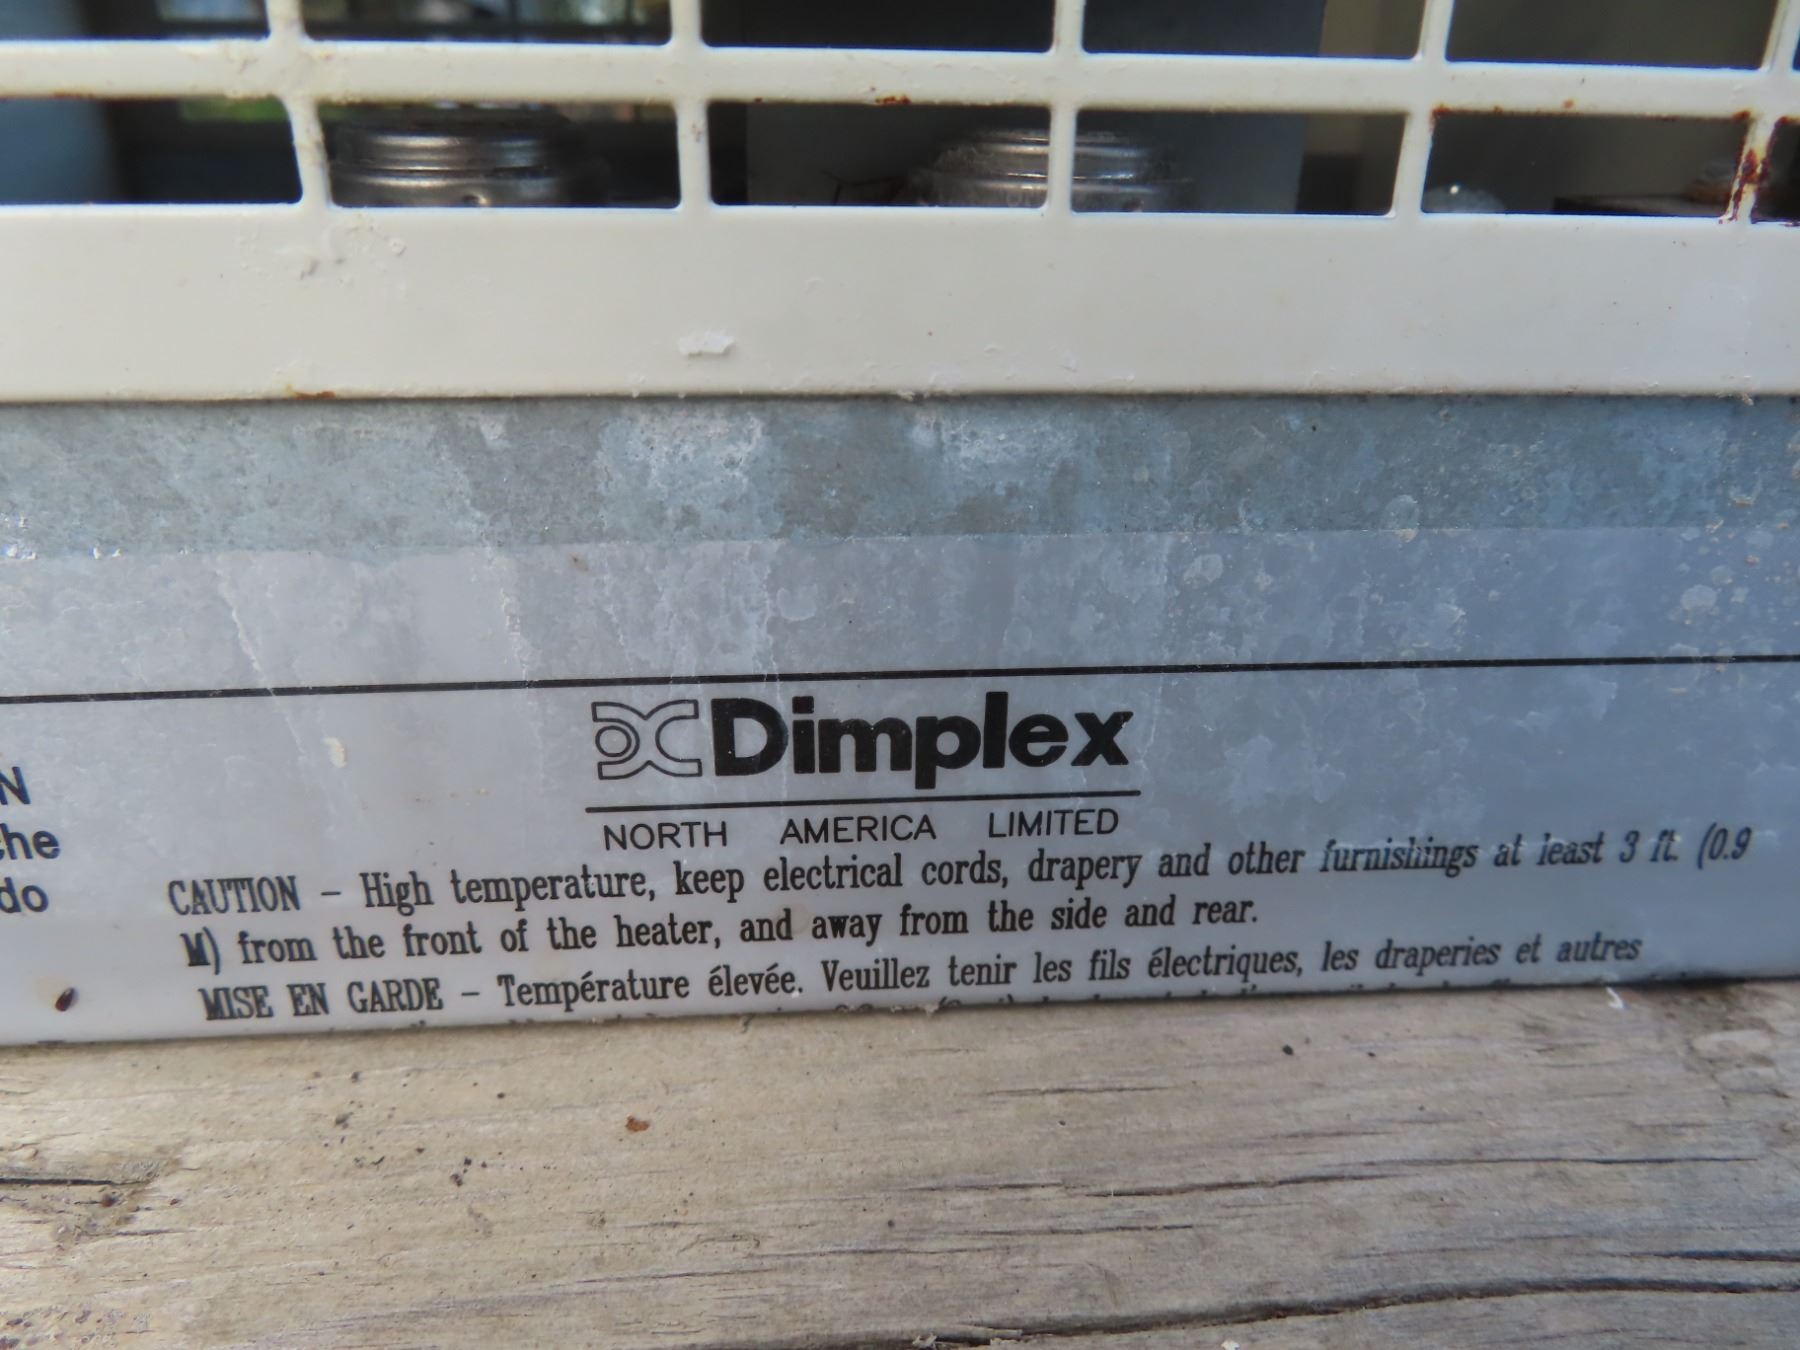 Dimplex
NORTH AMERICA LIMITED
N
che
do
CAUTION – High temperature, keep electrical cords, drapery and other furnishings at least 3 ft. (0.9
M) from the front of the heater, and away from the side and rear.
MISE EN GARDE – Température élevée. Veuillez tenir les fils électriques, les draperies et autres